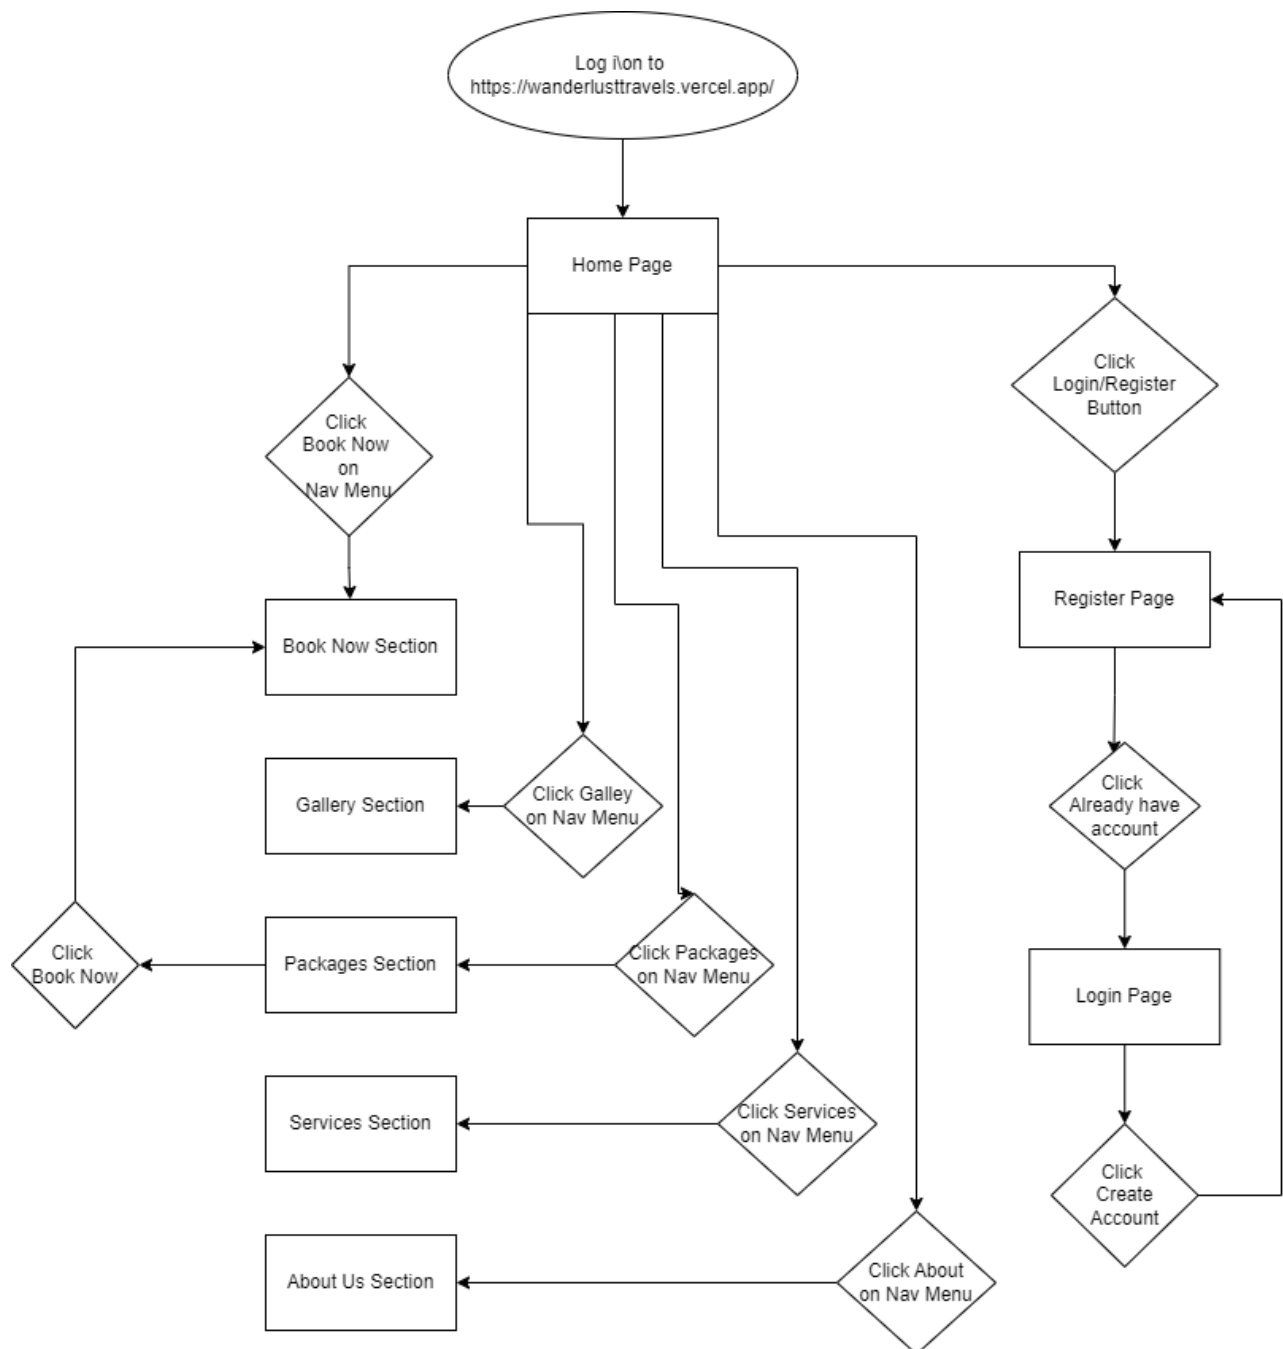 Log i\on to
https://wanderlusttravels.vercel.app/
Home Page
Click
Login/Register
Button
Click
Book Now
on
Nav Menu
Register Page
Book Now Section
Click
Already have
account
Gallery Section
Click Galley
on Nav Menu
Click
Book Now
Packages Section
Click Packages
on Nav Menu
Login Page
Services Section
Click Services
on Nav Menu
Click
Create
Account
About Us Section
Click About
on Nav Menu